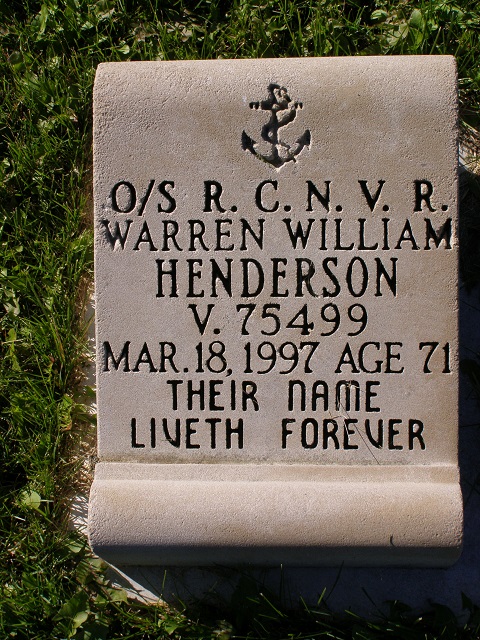 O/S R. C. N. V. R.
WARREN WILLIAM
HENDERSON
V. 75499
MAR. 18, 1997 AGE 71
THEIR NAME
LIVETH FOREVER